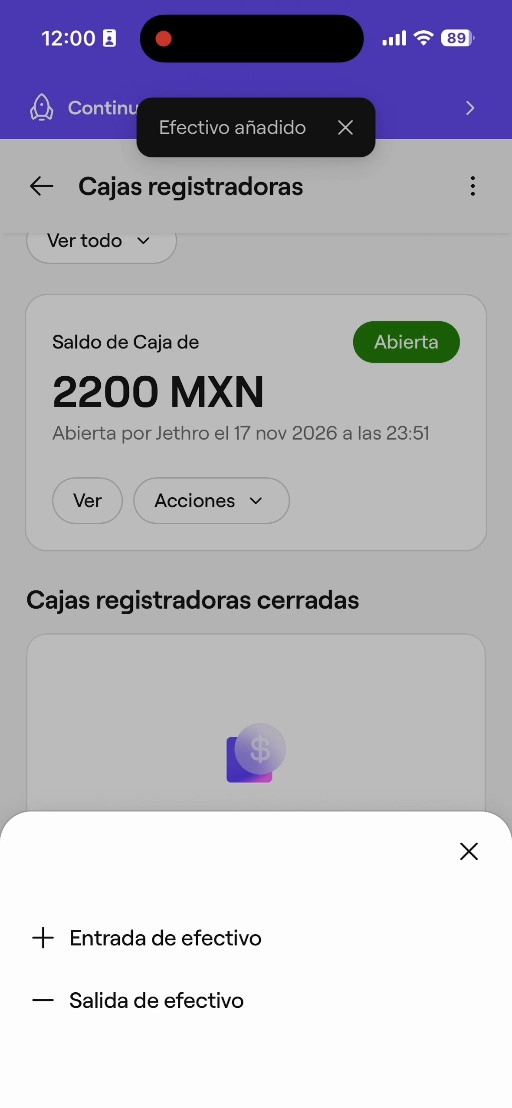 12:00
89
Continu
Efectivo añadido
Cajas registradoras
Ver todo
Saldo de Caja de
Abierta
2200 MXN
Abierta por Jethro el 17 nov 2026 a las 23:51
Ver
Acciones
Cajas registradoras cerradas
$
Entrada de efectivo
Salida de efectivo